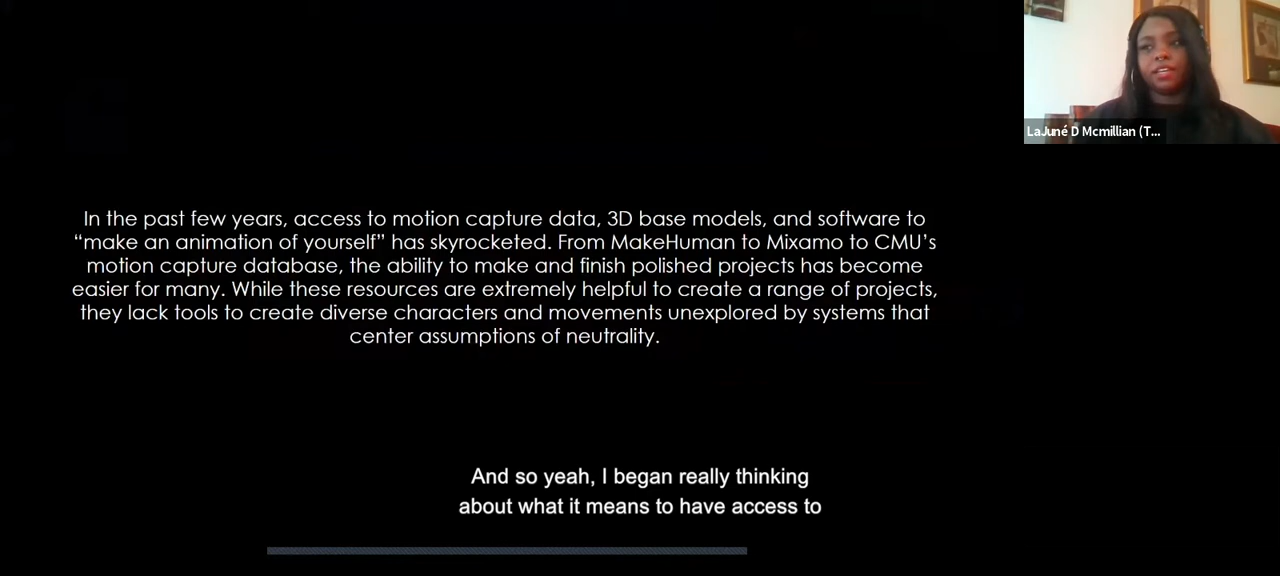 LaJuné D Mcmillian (T...
In the past few years, access to motion capture data, 3D base models, and software to
“make an animation of yourself” has skyrocketed. From MakeHuman to Mixamo to CMU’s
motion capture database, the ability to make and finish polished projects has become
easier for many. While these resources are extremely helpful to create a range of projects,
they lack tools to create diverse characters and movements unexplored by systems that
center assumptions of neutrality.
And so yeah, I began really thinking
about what it means to have access to